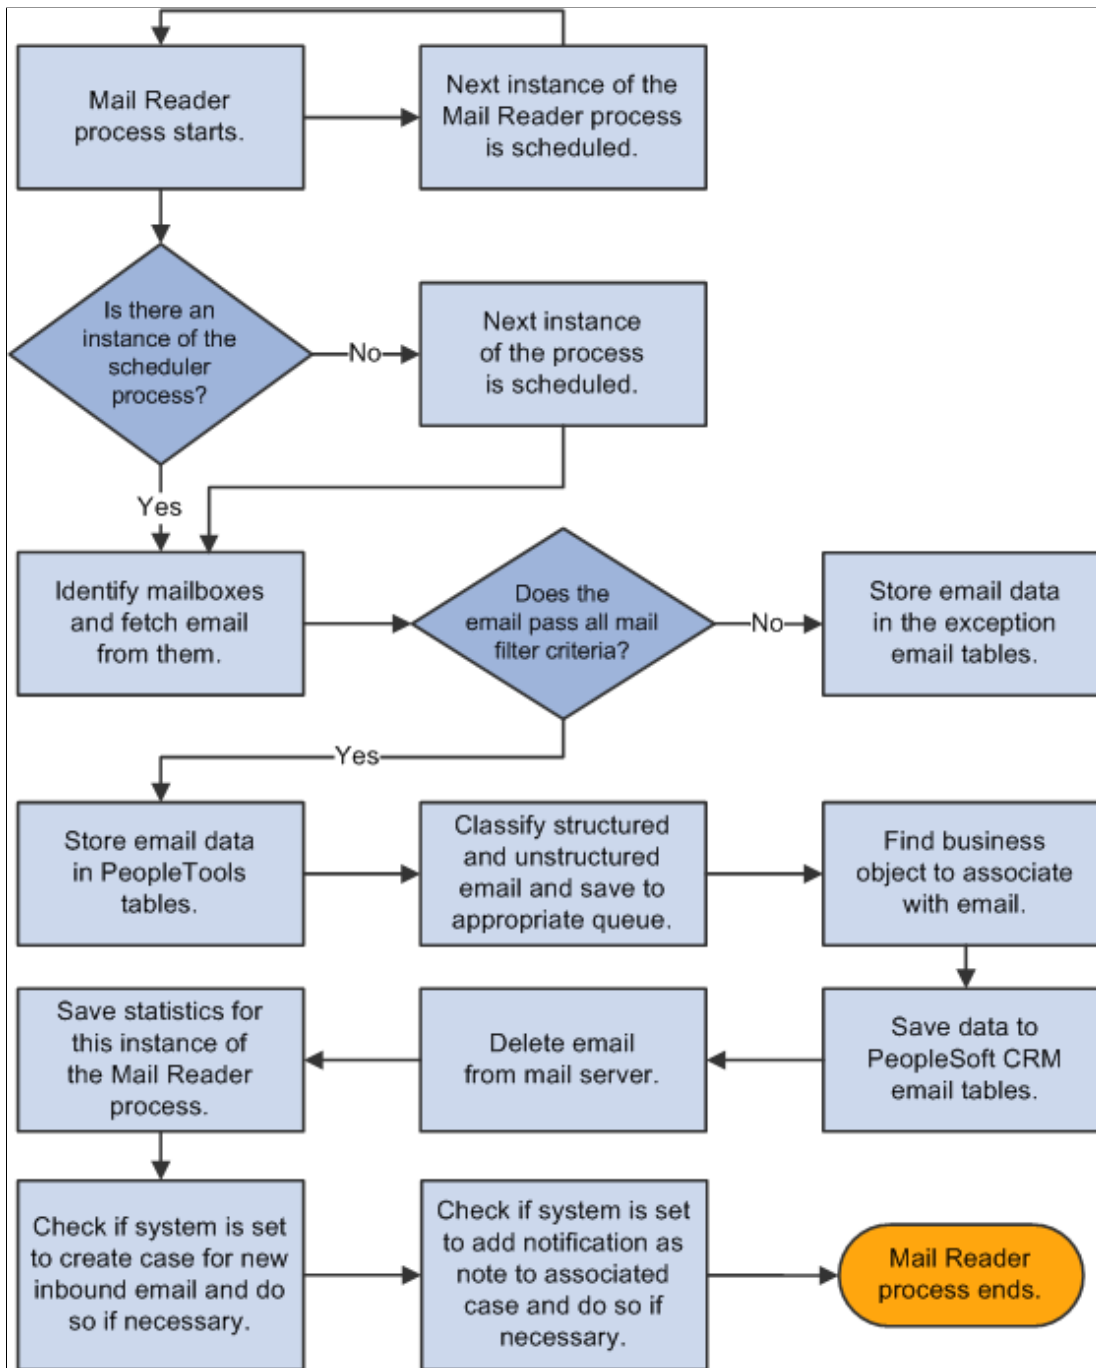 Mail Reader
process starts.
Next instance of the
Mail Reader process
is scheduled.
Is there an
instance of the
scheduler
process?
No
Next instance
of the process
is scheduled.
Yes
Identify mailboxes
and fetch email
from them.
Does the
email pass all mail
filter criteria?
No
Store email data
in the exception
email tables.
Yes
Store email data
in PeopleTools
tables.
Classify structured
and unstructured
email and save to
appropriate queue.
Find business
object to associate
with email.
Save data to
PeopleSoft CRM
email tables.
Delete email
from mail server.
Save statistics for
this instance of
the Mail Reader
process.
Check if system is set
to create case for new
inbound email and do
so if necessary.
Check if system is set
to add notification as
note to associated
case and do so if
necessary.
Mail Reader
process ends.